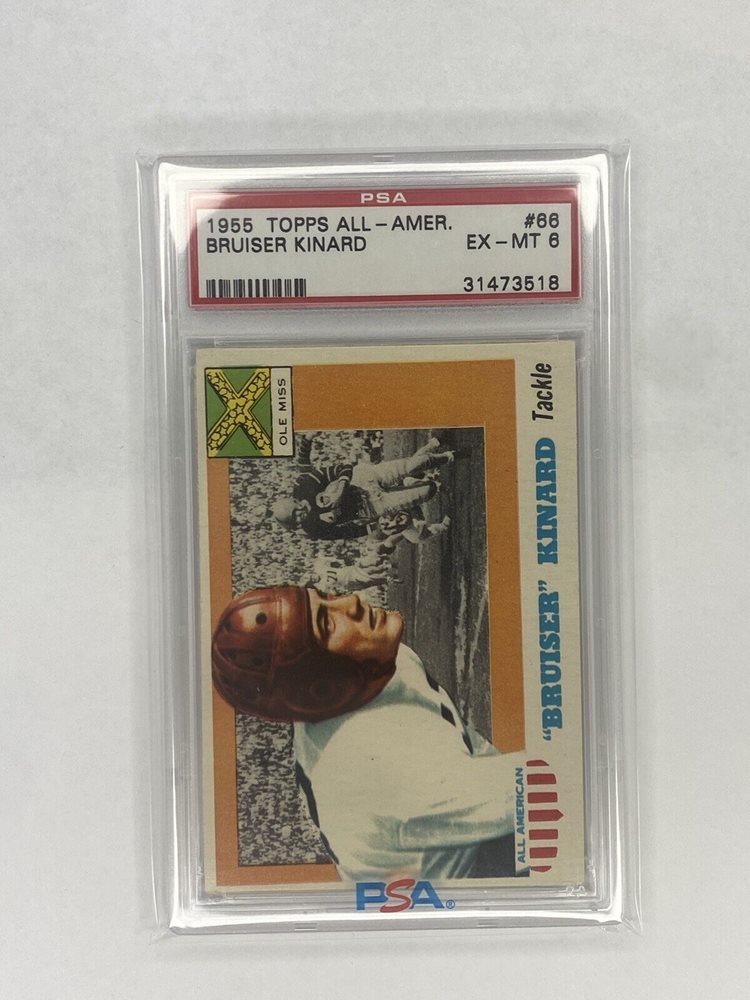 PSA
1955 TOPPS ALL-AMER. #66
BRUISER KINARD EX-MT 6
31473518
OLE MISS
"BRUISER" KINARD Tackle
ALL AMERICAN
PSA®